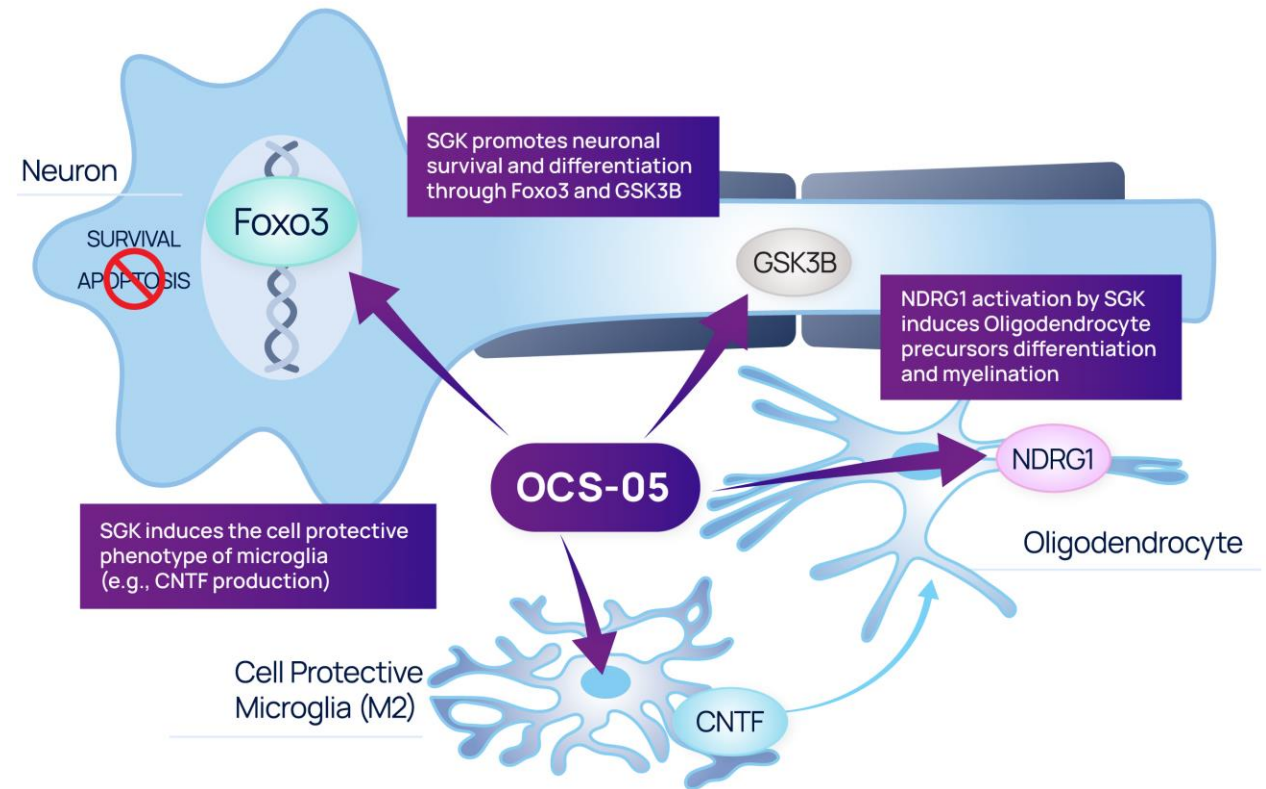 Neuron
SURVIVAL
APOPTOSIS
Foxo3
SGK promotes neuronal
survival and differentiation
through Foxo3 and GSK3B
GSK3B
NDRG1 activation by SGK
induces Oligodendrocyte
precursors differentiation
and myelination
OCS-05
NDRG1
Oligodendrocyte
SGK induces the cell protective
phenotype of microglia
(e.g., CNTF production)
Cell Protective
Microglia (M2)
CNTF